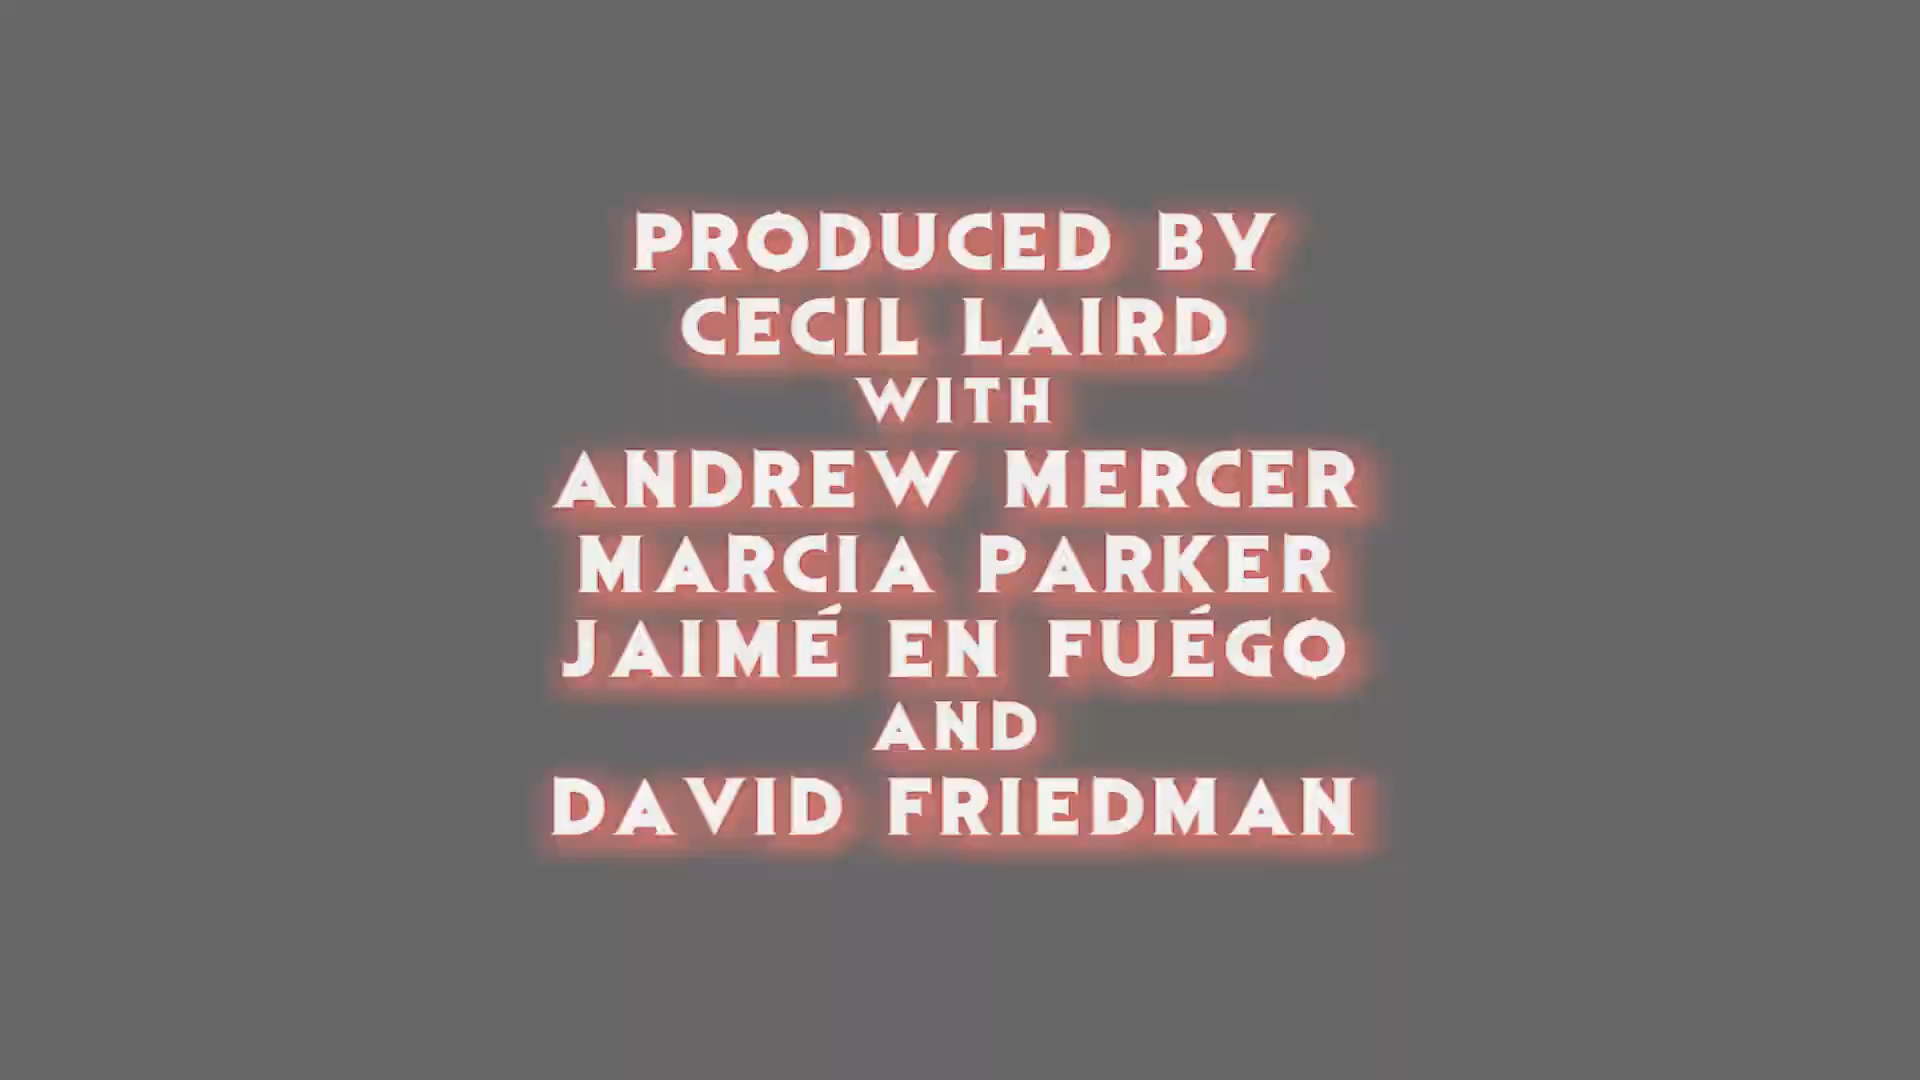 PRODUCED BY
CECIL LAIRD
WITH
ANDREW MERCER
MARCIA PARKER
JAIMÉ EN FUÉGO
AND
DAVID FRIEDMAN